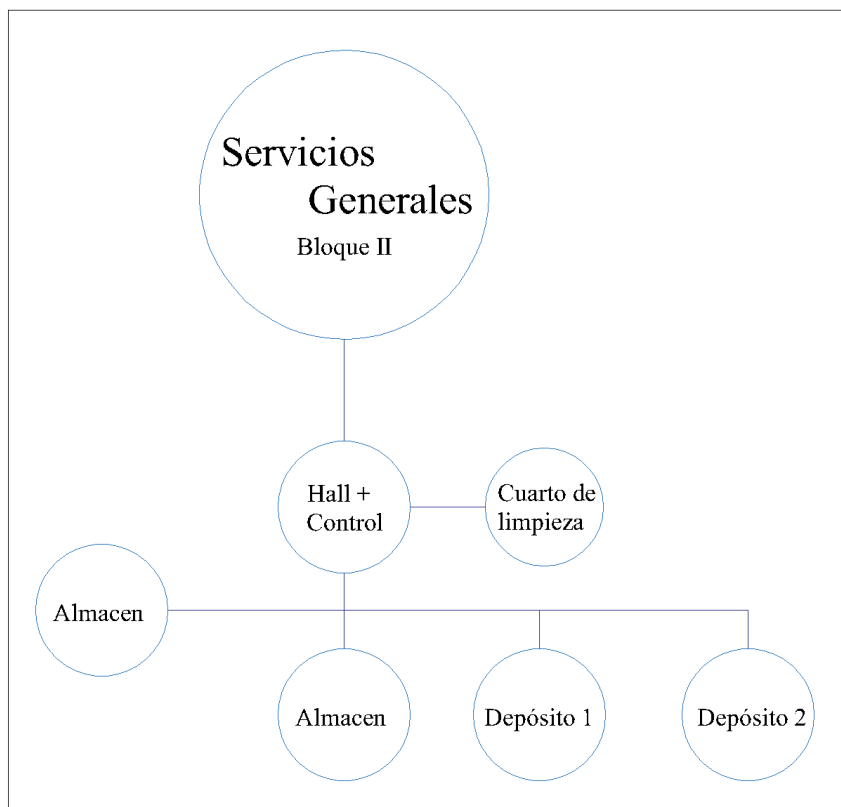 Servicios
Generales
Bloque II
Hall +
Control
Cuarto de
limpieza
Almacen
Almacen
Depósito 1
Depósito 2